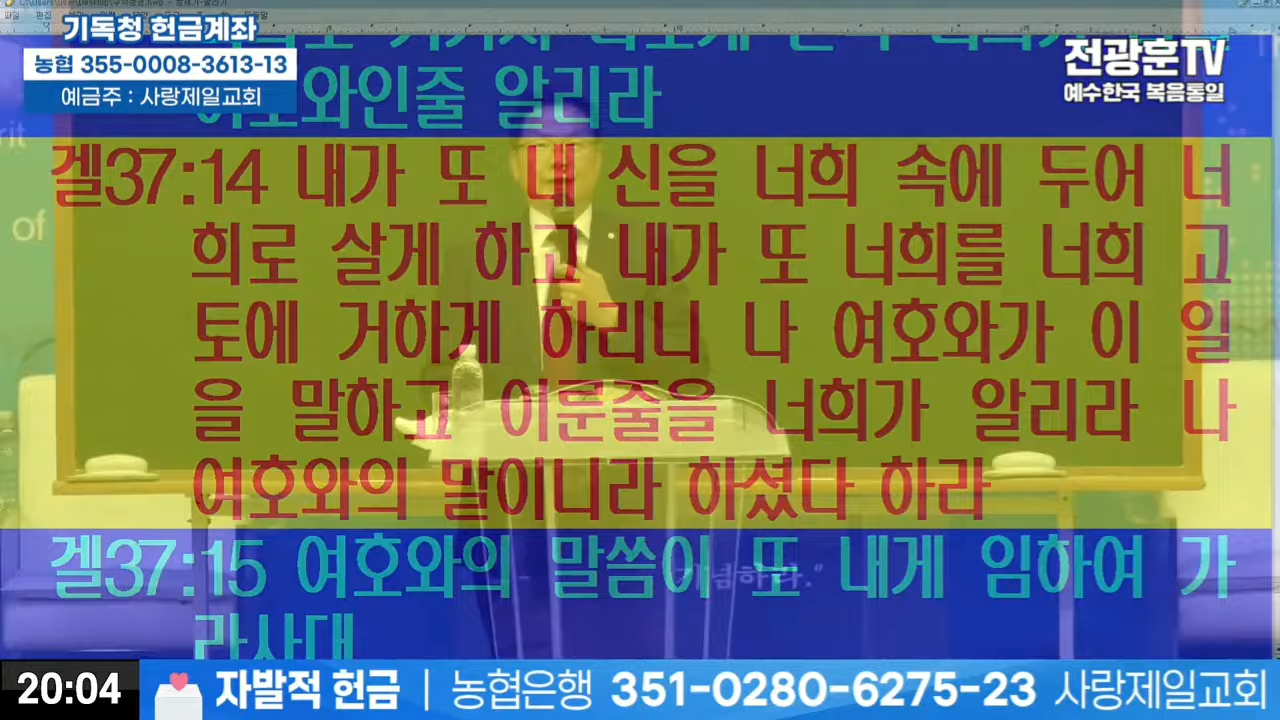 기독청 헌금계좌
농협 355-0008-3613-13
예금주 : 사랑제일교회
전광훈TV
예수한국 복음통일
여호와인줄 알리라
of
겔37:14 내가 또 내 신을 너희 속에 두어 너
희로 살게 하고 내가 또 너희를 너희 고
토에 거하게 하리니 나 여호와가 이 일
을 말하고 이룬줄을 너희가 알리라 나
여호와의 말이니라 하셨다 하라
겔37:15 여호와의 말씀이 또 내게 임하여 가
라사대
20:04
자발적 헌금 | 농협은행 351-0280-6275-23 사랑제일교회